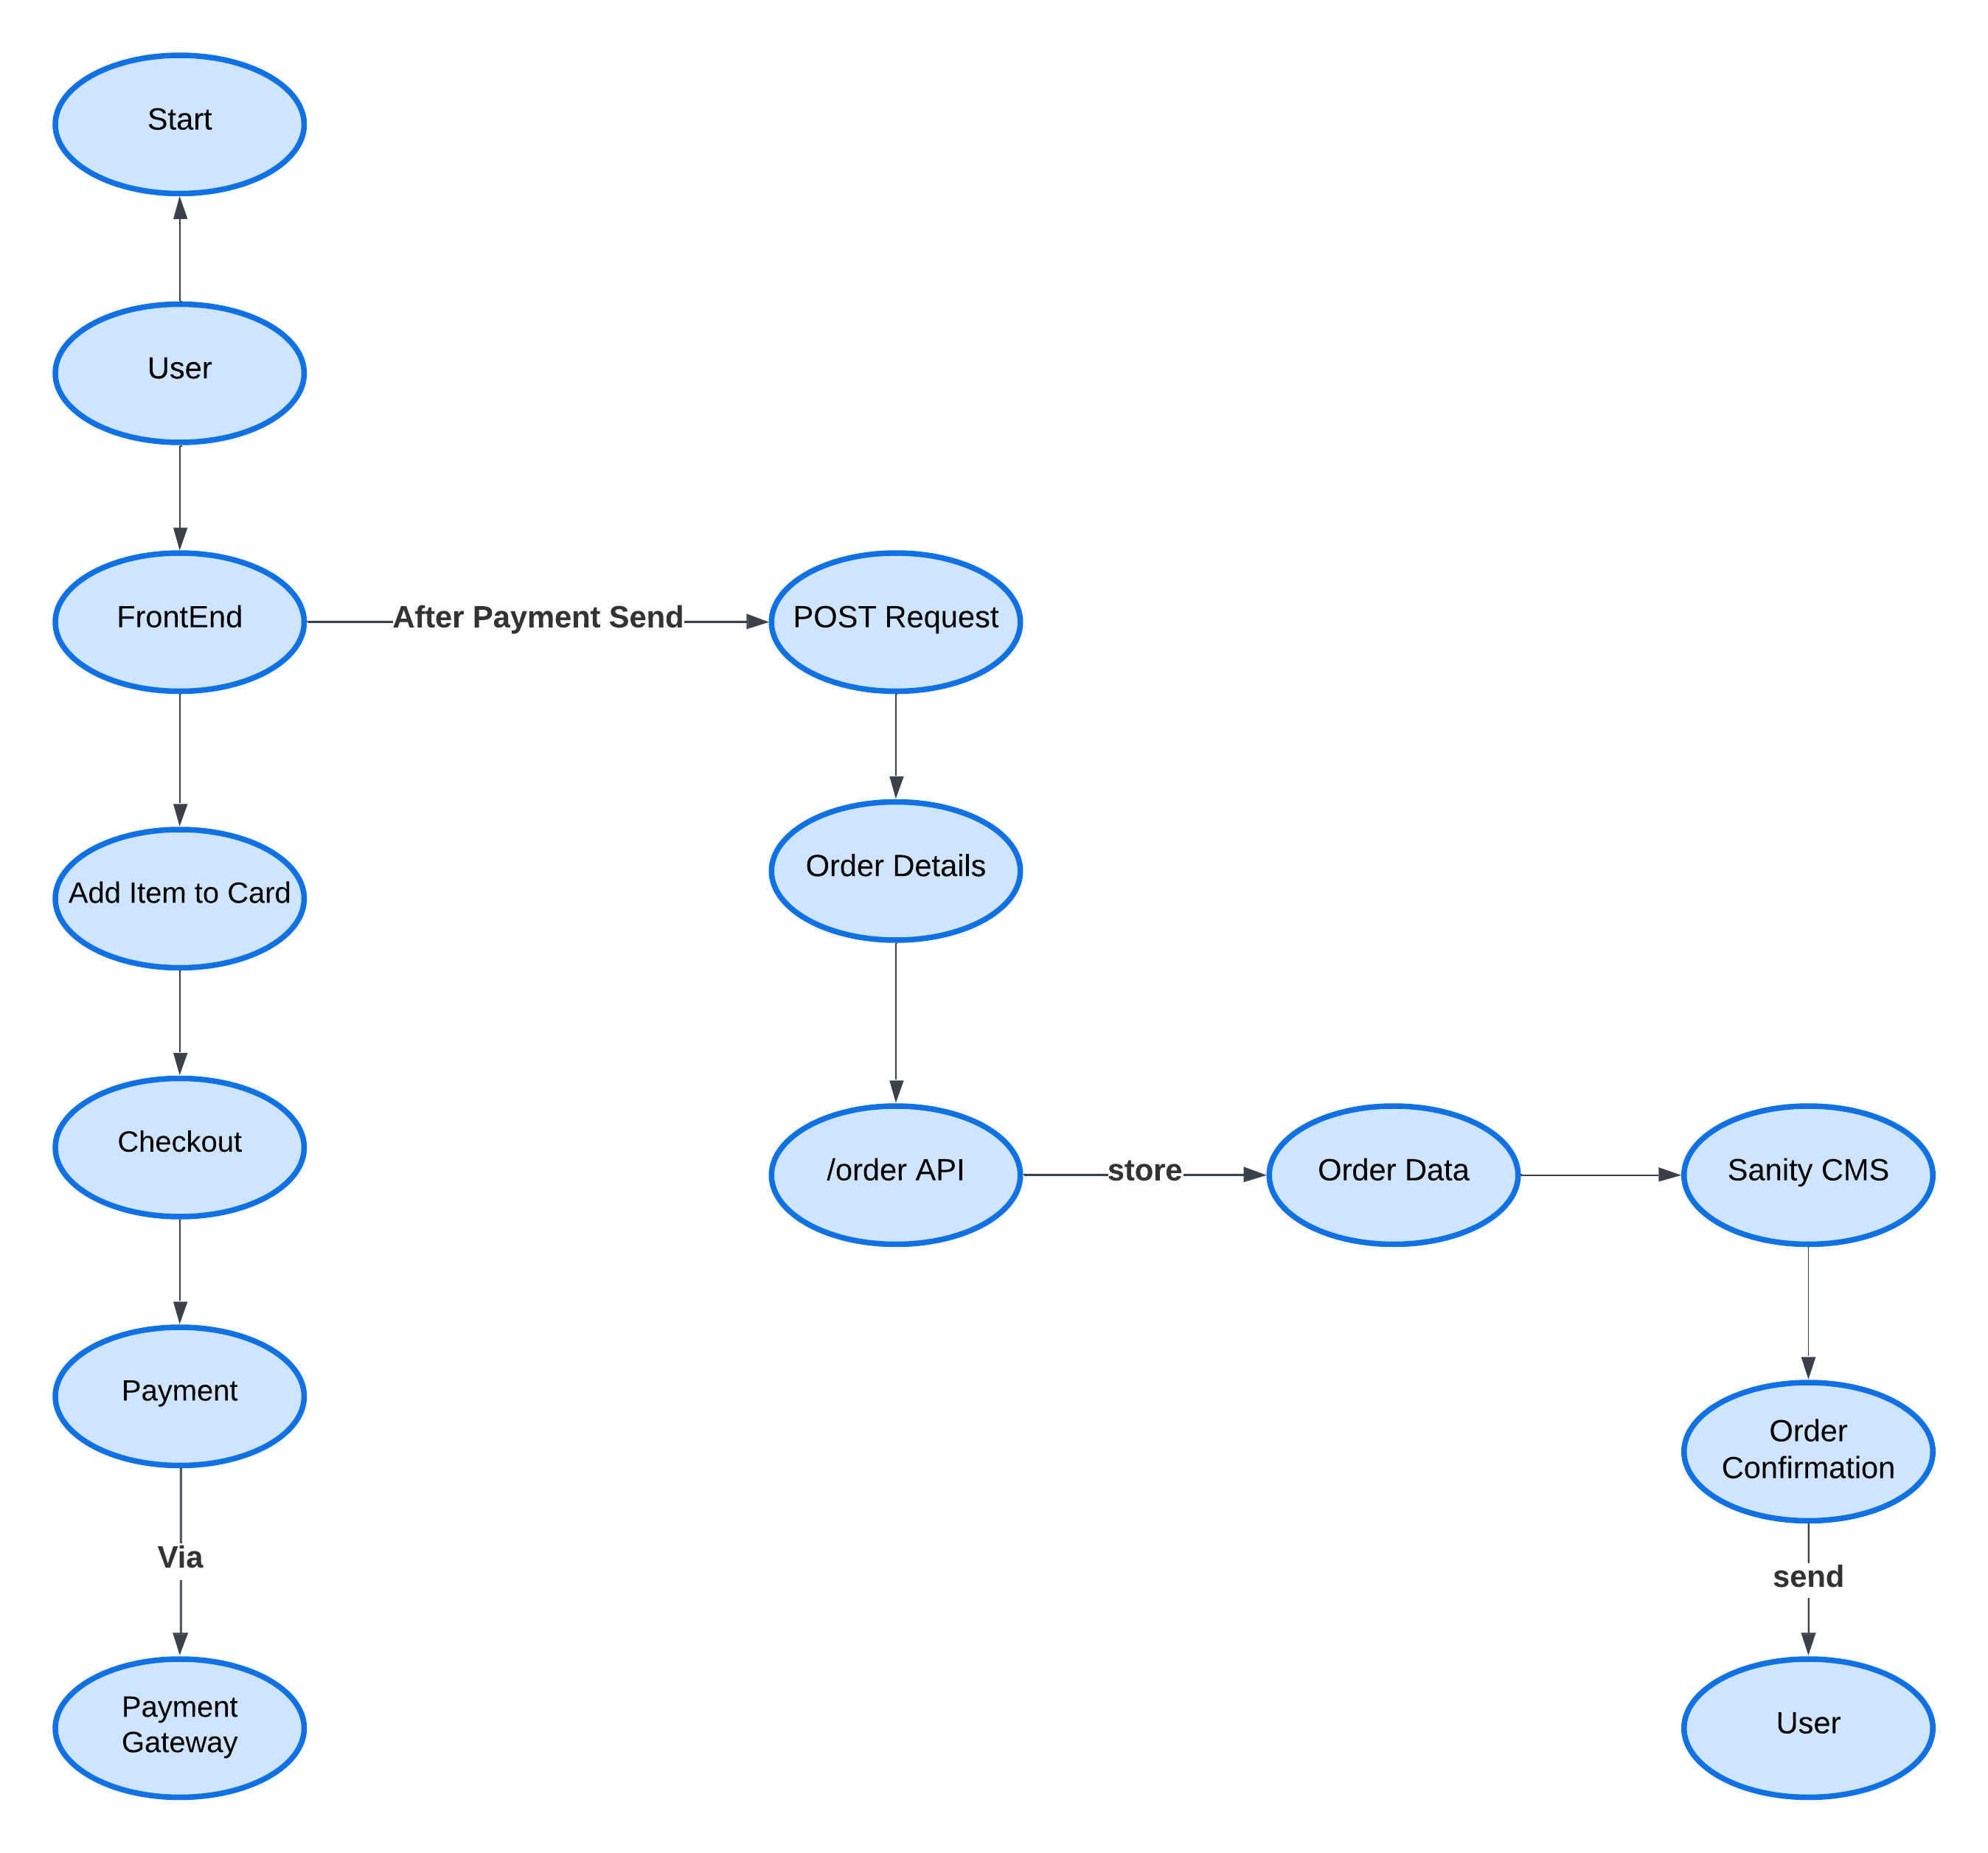 Start
User
FrontEnd
After Payment Send
POST Request
Order Details
Add Item to Card
Checkout
/order API
store
Order Data
Sanity CMS
Payment
Order
Confirmation
Via
send
Payment
Gateway
User